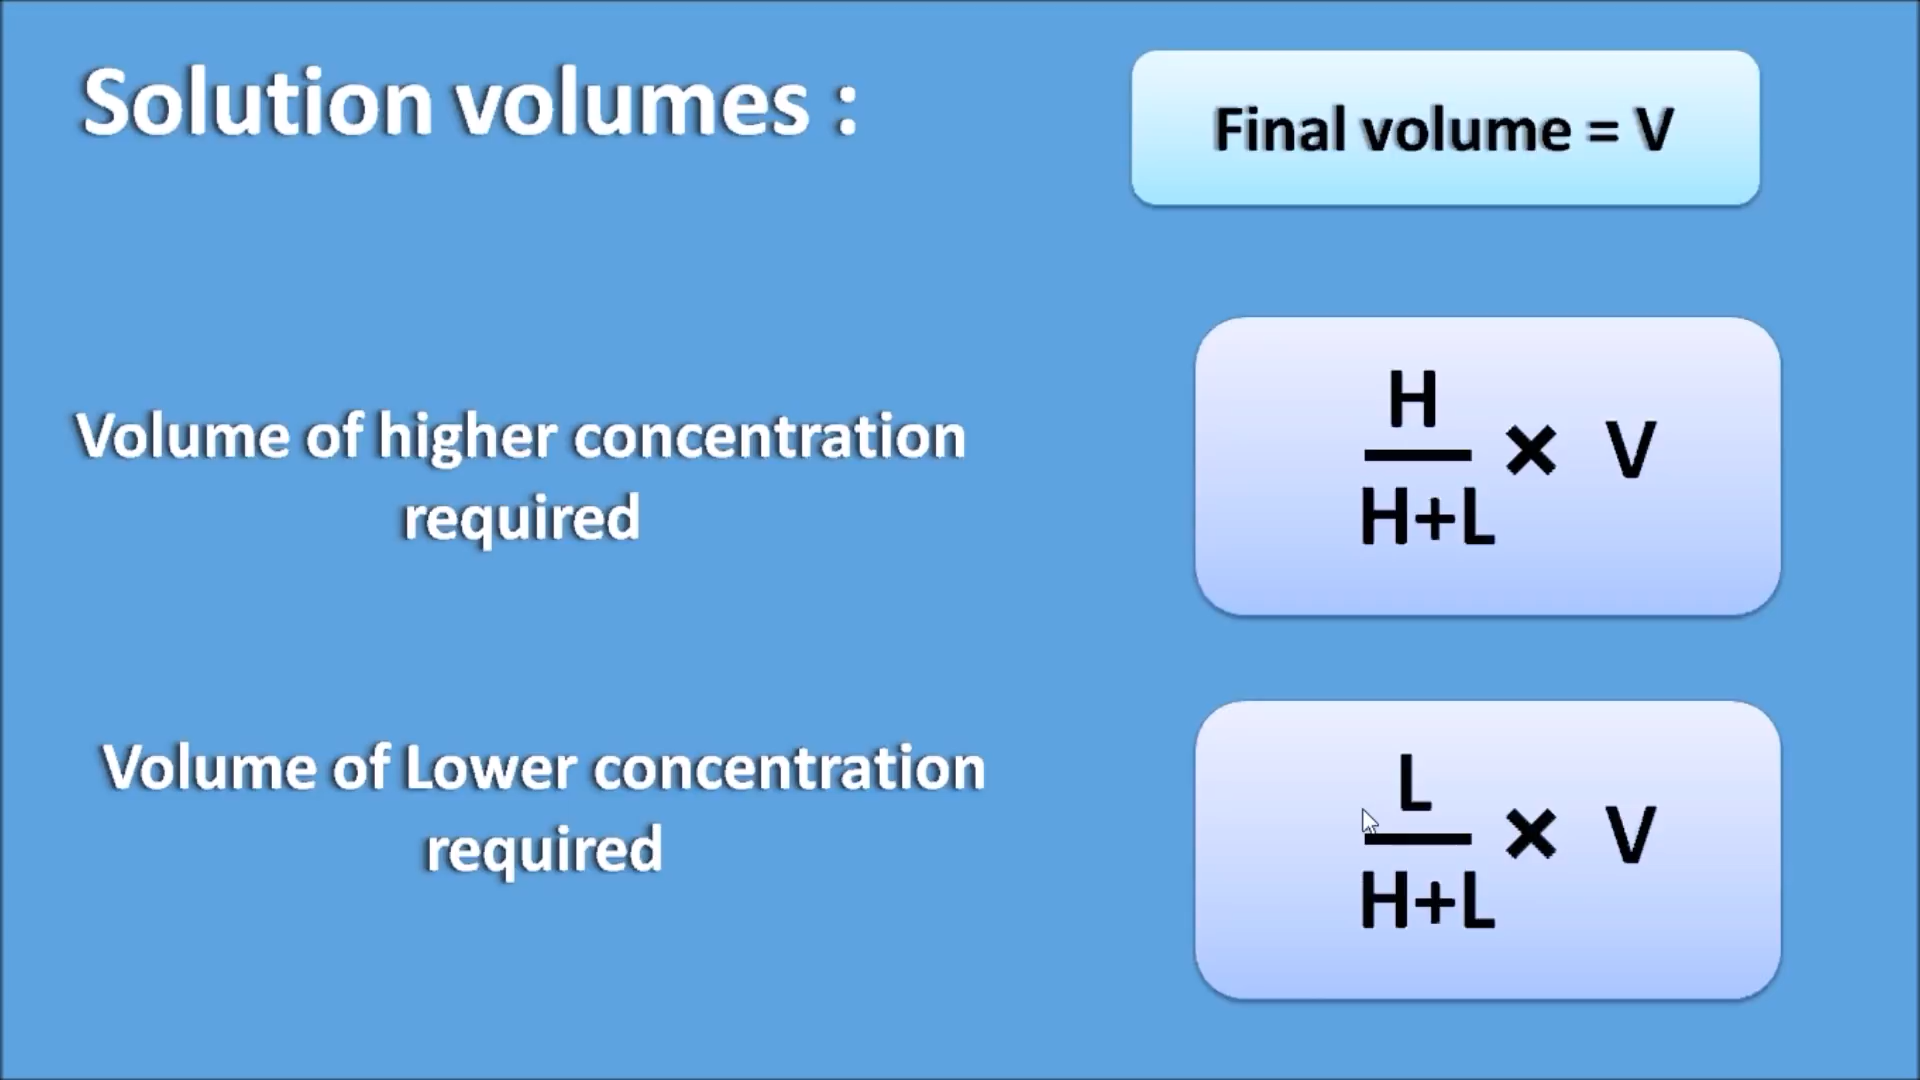 Solution volumes :
Final volume = V
Volume of higher concentration
required
H
H+L
× V
Volume of Lower concentration
required
L
H+L
× V